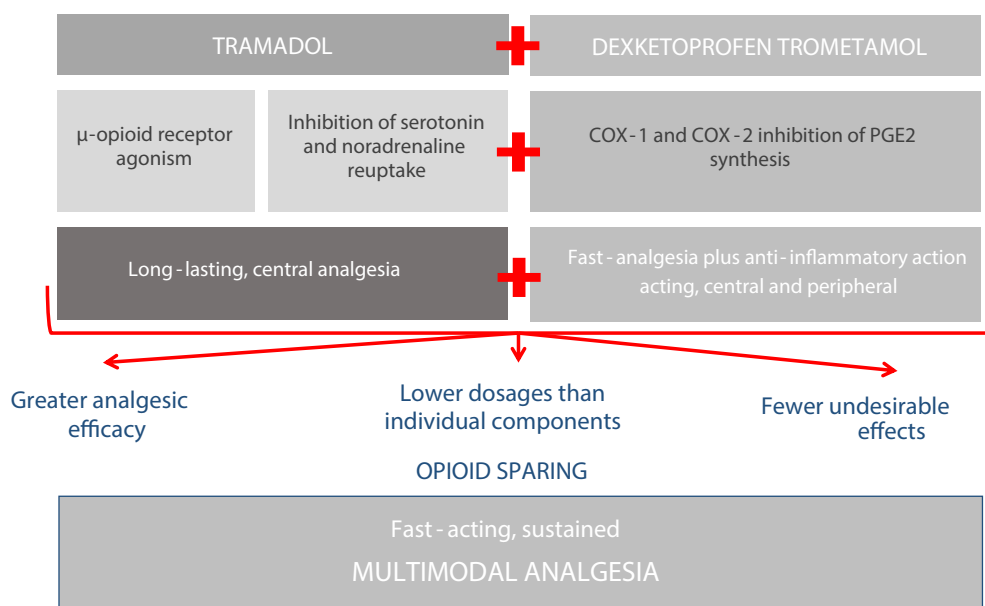 TRAMADOL
DEXKETOPROFEN TROMETAMOL
μ-opioid receptor
agonism
Inhibition of serotonin
and noradrenaline
reuptake
COX-1 and COX-2 inhibition of PGE2
synthesis
Long-lasting, central analgesia
Fast-analgesia plus anti-inflammatory action
acting, central and peripheral
Greater analgesic
efficacy
Lower dosages than
individual components
Fewer undesirable
effects
OPIOID SPARING
Fast-acting, sustained
MULTIMODAL ANALGESIA